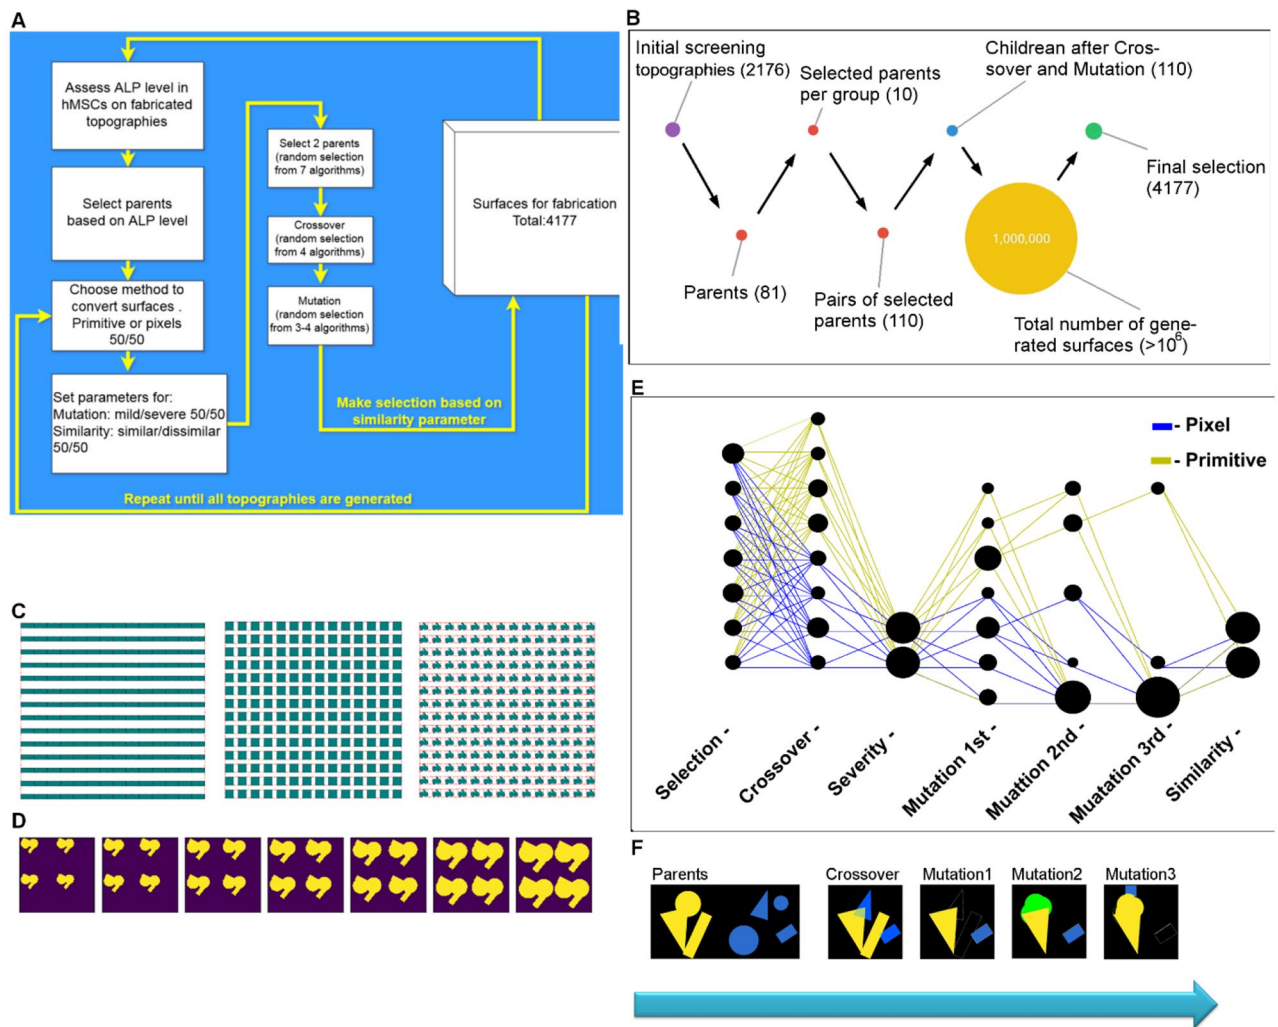 A
Assess ALP level in
hMSCs on fabricated
topographies
Select parents
based on ALP level
Choose method to
convert surfaces .
Primitive or pixels
50/50
Set parameters for:
Mutation: mild/severe 50/50
Similarity: similar/dissimilar
50/50
Select 2 parents
(random selection
from 7 algorithms)
Crossover
(random selection
from 4 algorithms)
Mutation
(random selection
from 3-4 algorithms)
Surfaces for fabrication
Total:4177
Make selection based on
similarity parameter
Repeat until all topographies are generated
B
Initial screening
topographies (2176)
Selected parents
per group (10)
Childrean after Cros-
sover and Mutation (110)
Final selection
(4177)
1,000,000
Parents (81)
Pairs of selected
parents (110)
Total number of gene-
rated surfaces (>10⁶)
C
D
E
- Pixel
- Primitive
Selection -
Crossover -
Severity -
Mutation 1st -
Muattion 2nd -
Muatation 3rd -
Similarity -
F
Parents
Crossover
Mutation1
Mutation2
Mutation3